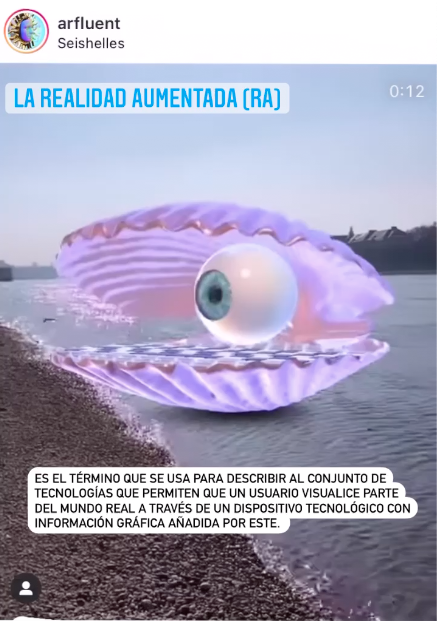 arfluent
Seishelles
LA REALIDAD AUMENTADA (RA)
0:12
ES EL TÉRMINO QUE SE USA PARA DESCRIBIR AL CONJUNTO DE
TECNOLOGÍAS QUE PERMITEN QUE UN USUARIO VISUALICE PARTE
DEL MUNDO REAL A TRAVÉS DE UN DISPOSITIVO TECNOLÓGICO CON
INFORMACIÓN GRÁFICA AÑADIDA POR ESTE.